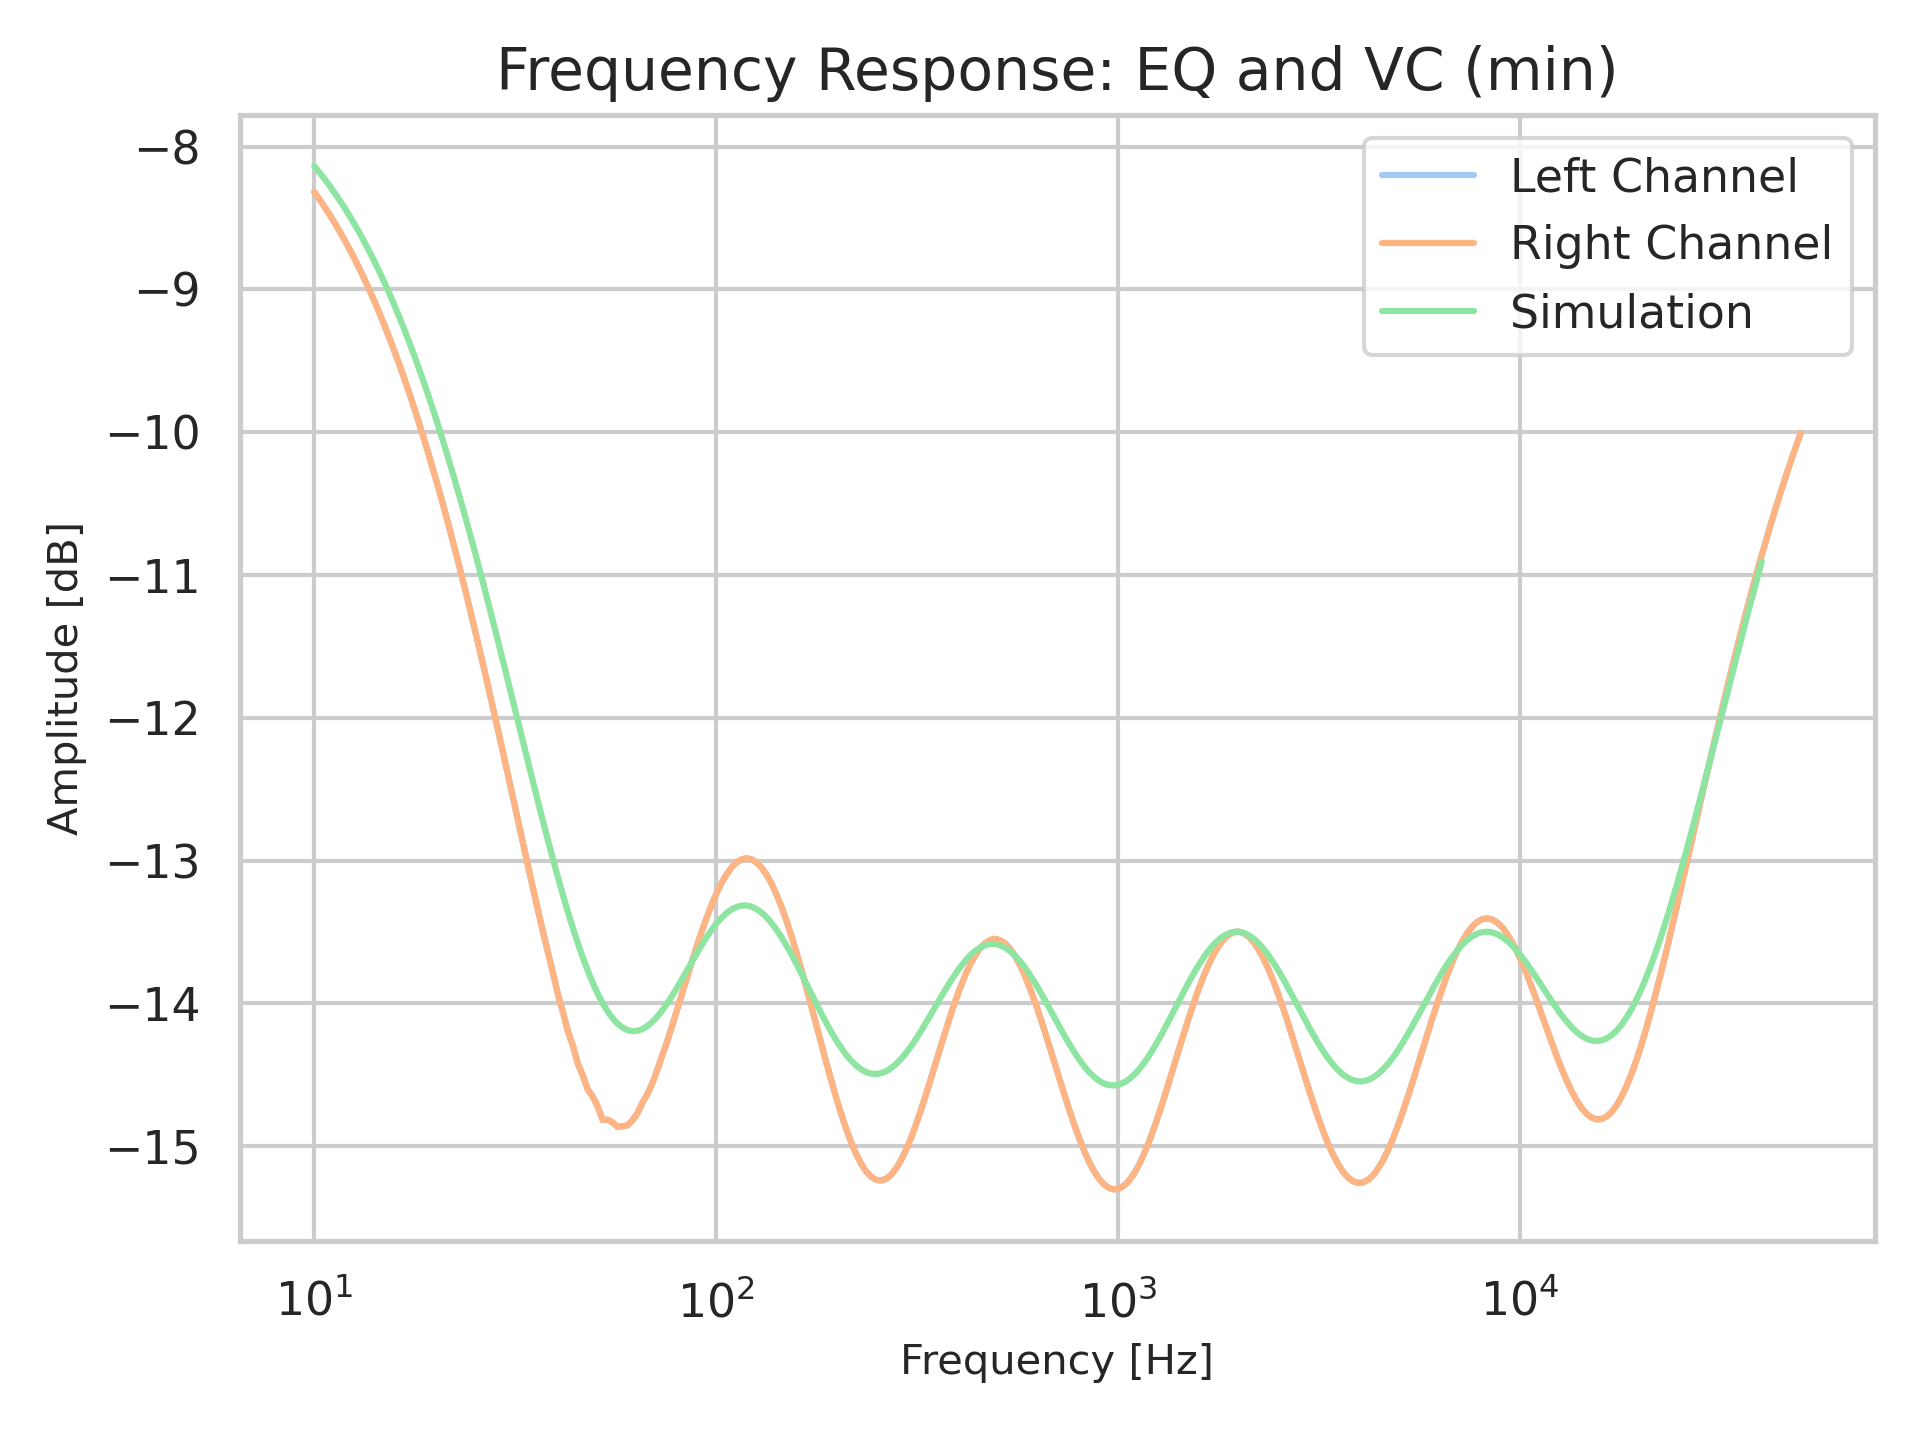 Frequency Response: EQ and VC (min)
−8
−9
−10
−11
−12
−13
−14
−15
Amplitude [dB]
Left Channel
Right Channel
Simulation
10¹
10²
10³
10⁴
Frequency [Hz]